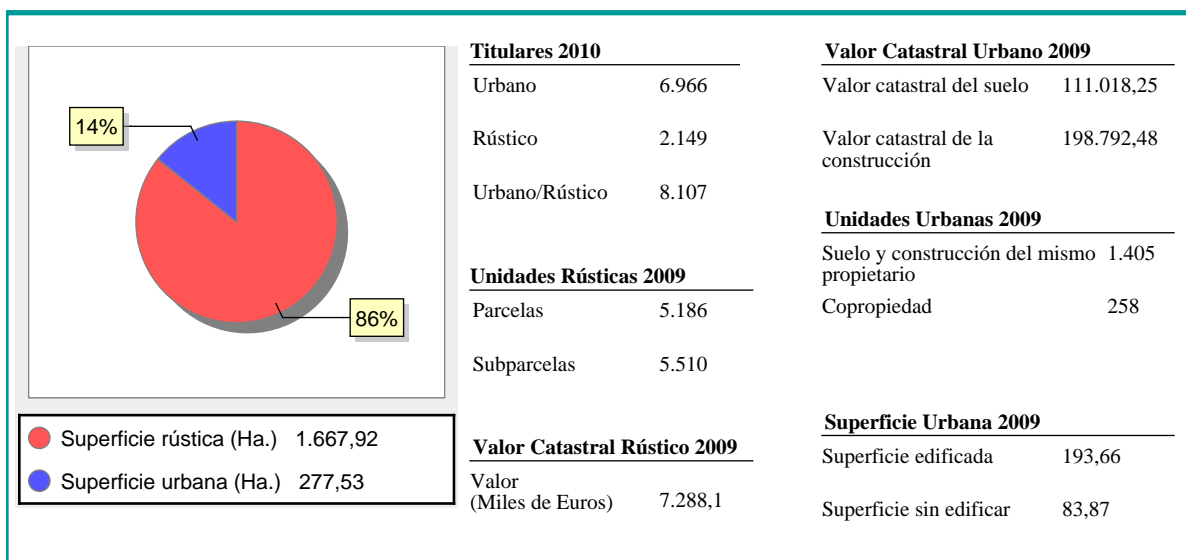 14%
86%
Superficie rústica (Ha.) 1.667,92
Superficie urbana (Ha.) 277,53
Titulares 2010
Urbano 6.966
Rústico 2.149
Urbano/Rústico 8.107
Unidades Rústicas 2009
Parcelas 5.186
Subparcelas 5.510
Valor Catastral Rústico 2009
Valor
(Miles de Euros) 7.288,1
Valor Catastral Urbano 2009
Valor catastral del suelo 111.018,25
Valor catastral de la 198.792,48
construcción
Unidades Urbanas 2009
Suelo y construcción del mismo 1.405
propietario
Copropiedad 258
Superficie Urbana 2009
Superficie edificada 193,66
Superficie sin edificar 83,87